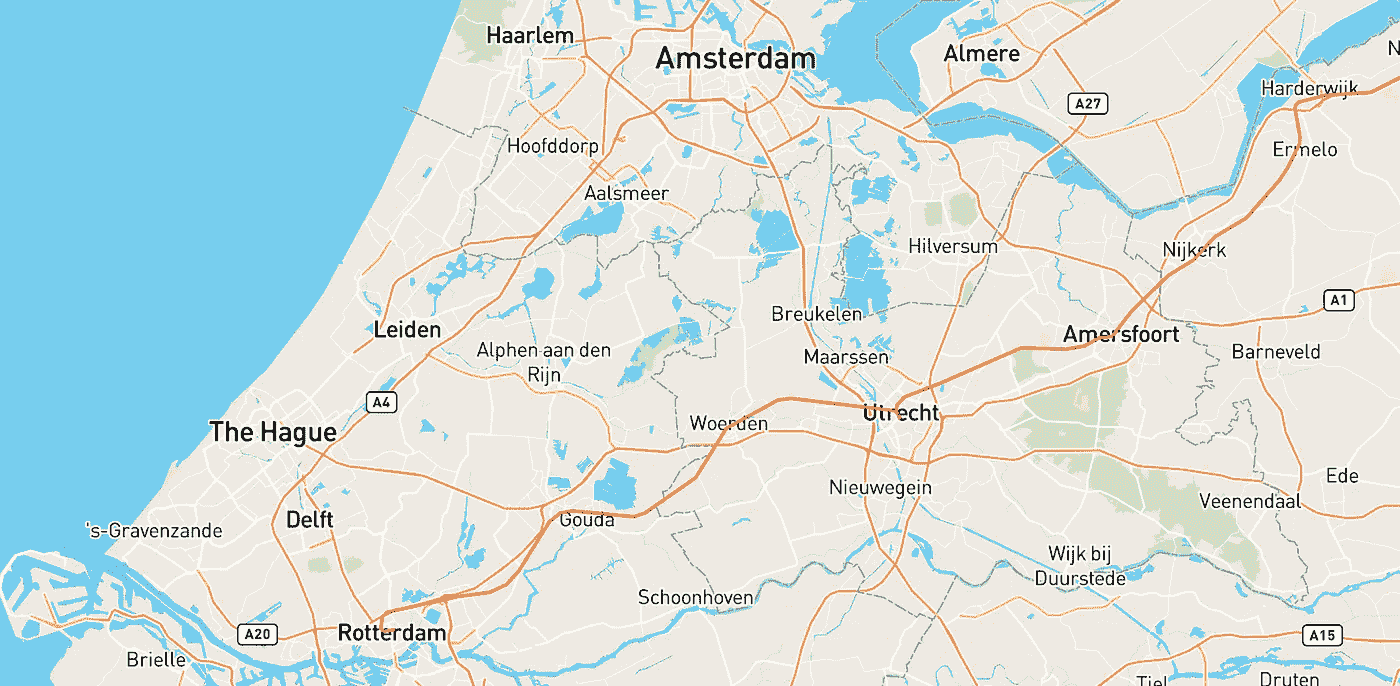 Haarlem
Amsterdam
Almere
N
Harderwijk
A27
Hoofddorp
Ermelo
Aalsmeer
Hilversum
Nijkerk
A1
Breukelen
Leiden
Amersfoort
Alphen aan den
Rijn
Maarssen
Barneveld
A4
Utrecht
Woerden
The Hague
Ede
Nieuwegein
Veenendaal
Delft
Gouda
's-Gravenzande
Wijk bij
Duurstede
Schoonhoven
A20
Rotterdam
A15
Brielle
Tiel
Druten